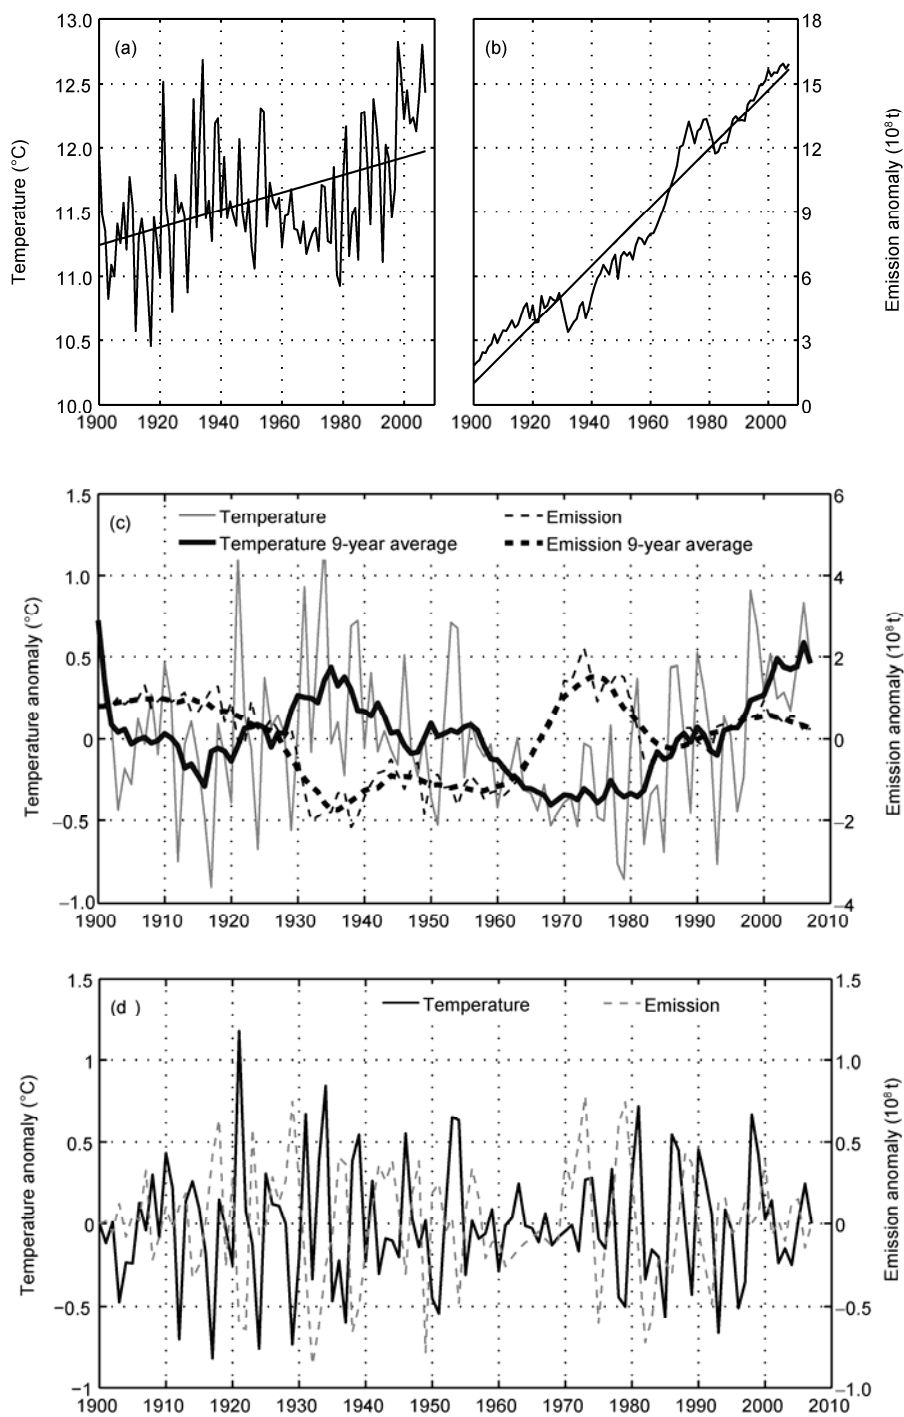 (a)
13.0
12.5
12.0
11.5
11.0
10.5
10.0
Temperature (°C)
1900 1920 1940 1960 1980 2000
(b)
18
15
12
9
6
3
0
Emission anomaly (10⁸t)
1900 1920 1940 1960 1980 2000
(c)
Temperature
Emission
Temperature 9-year average
Emission 9-year average
1.5
1.0
0.5
0
−0.5
−1.0
Temperature anomaly (°C)
6
4
2
0
−2
−4
Emission anomaly (10⁸t)
1900 1910 1920 1930 1940 1950 1960 1970 1980 1990 2000 2010
(d )
Temperature
Emission
1.5
1
0.5
0
−0.5
−1
Temperature anomaly (°C)
1.5
1.0
0.5
0
−0.5
−1.0
Emission anomaly (10⁸t)
1900 1910 1920 1930 1940 1950 1960 1970 1980 1990 2000 2010